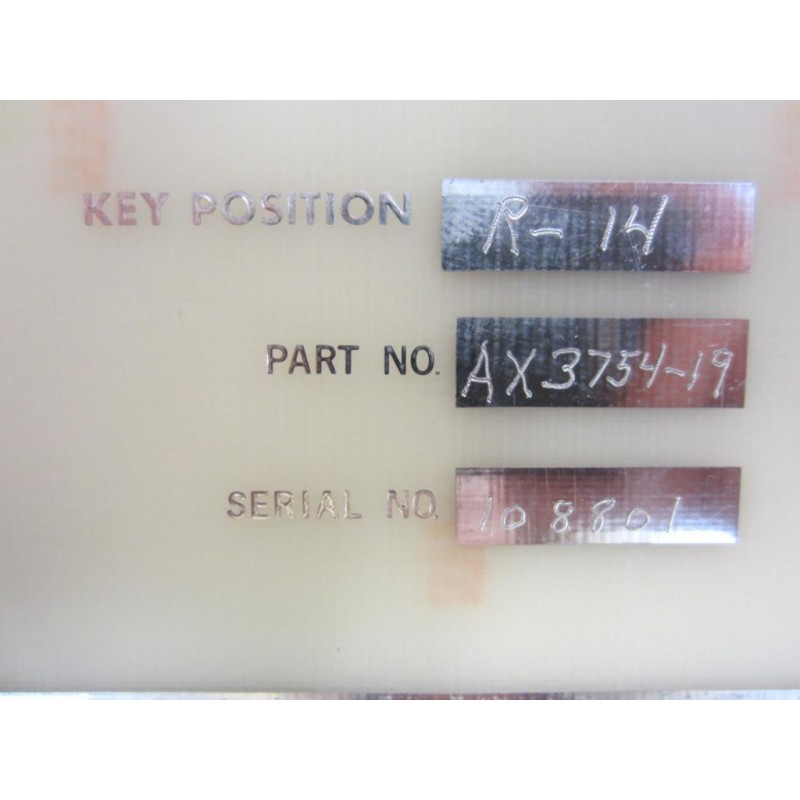 KEY POSITION R-14
PART NO. AX3754-19
SERIAL NO. 108801